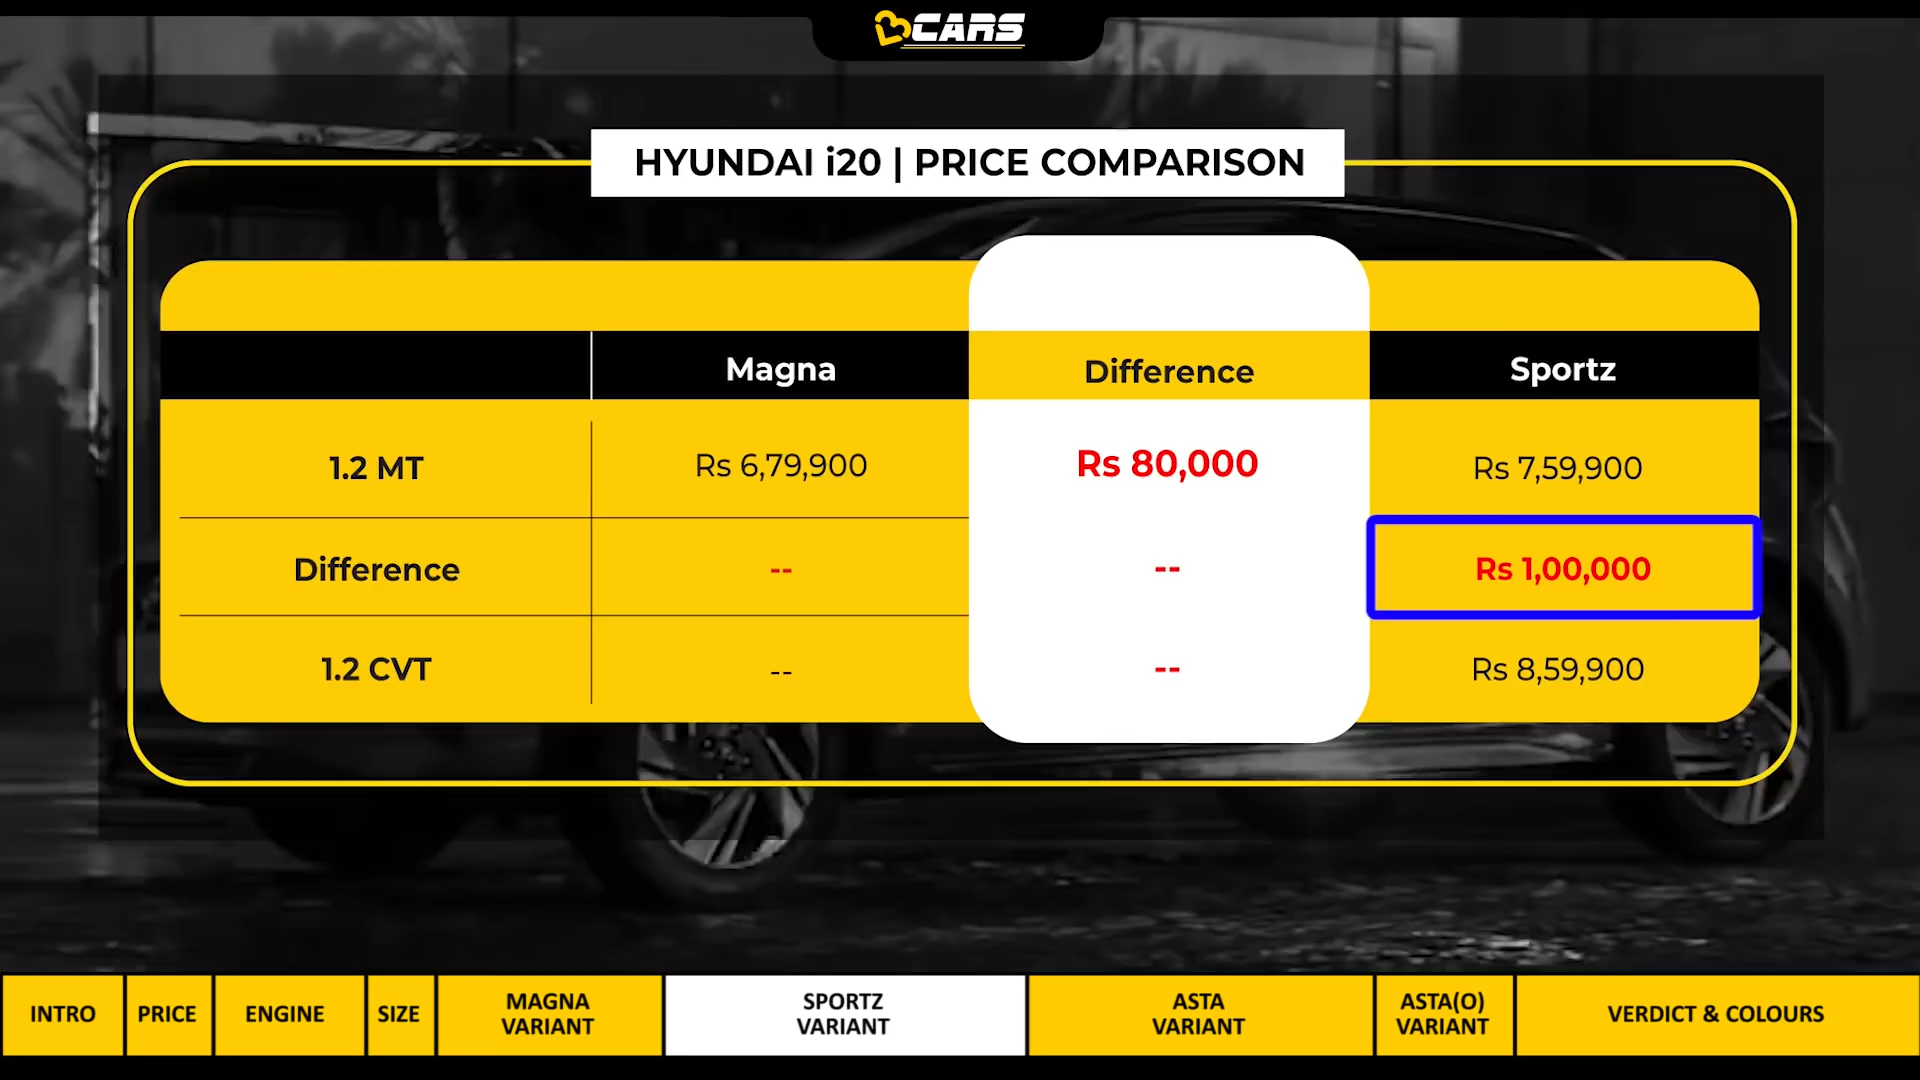 CARS
HYUNDAI i20 | PRICE COMPARISON
Magna Difference Sportz
1.2 MT Rs 6,79,900 Rs 80,000 Rs 7,59,900
Difference -- -- Rs 1,00,000
1.2 CVT -- -- Rs 8,59,900
INTRO PRICE ENGINE SIZE MAGNA VARIANT SPORTZ VARIANT ASTA VARIANT ASTA(O) VARIANT VERDICT & COLOURS